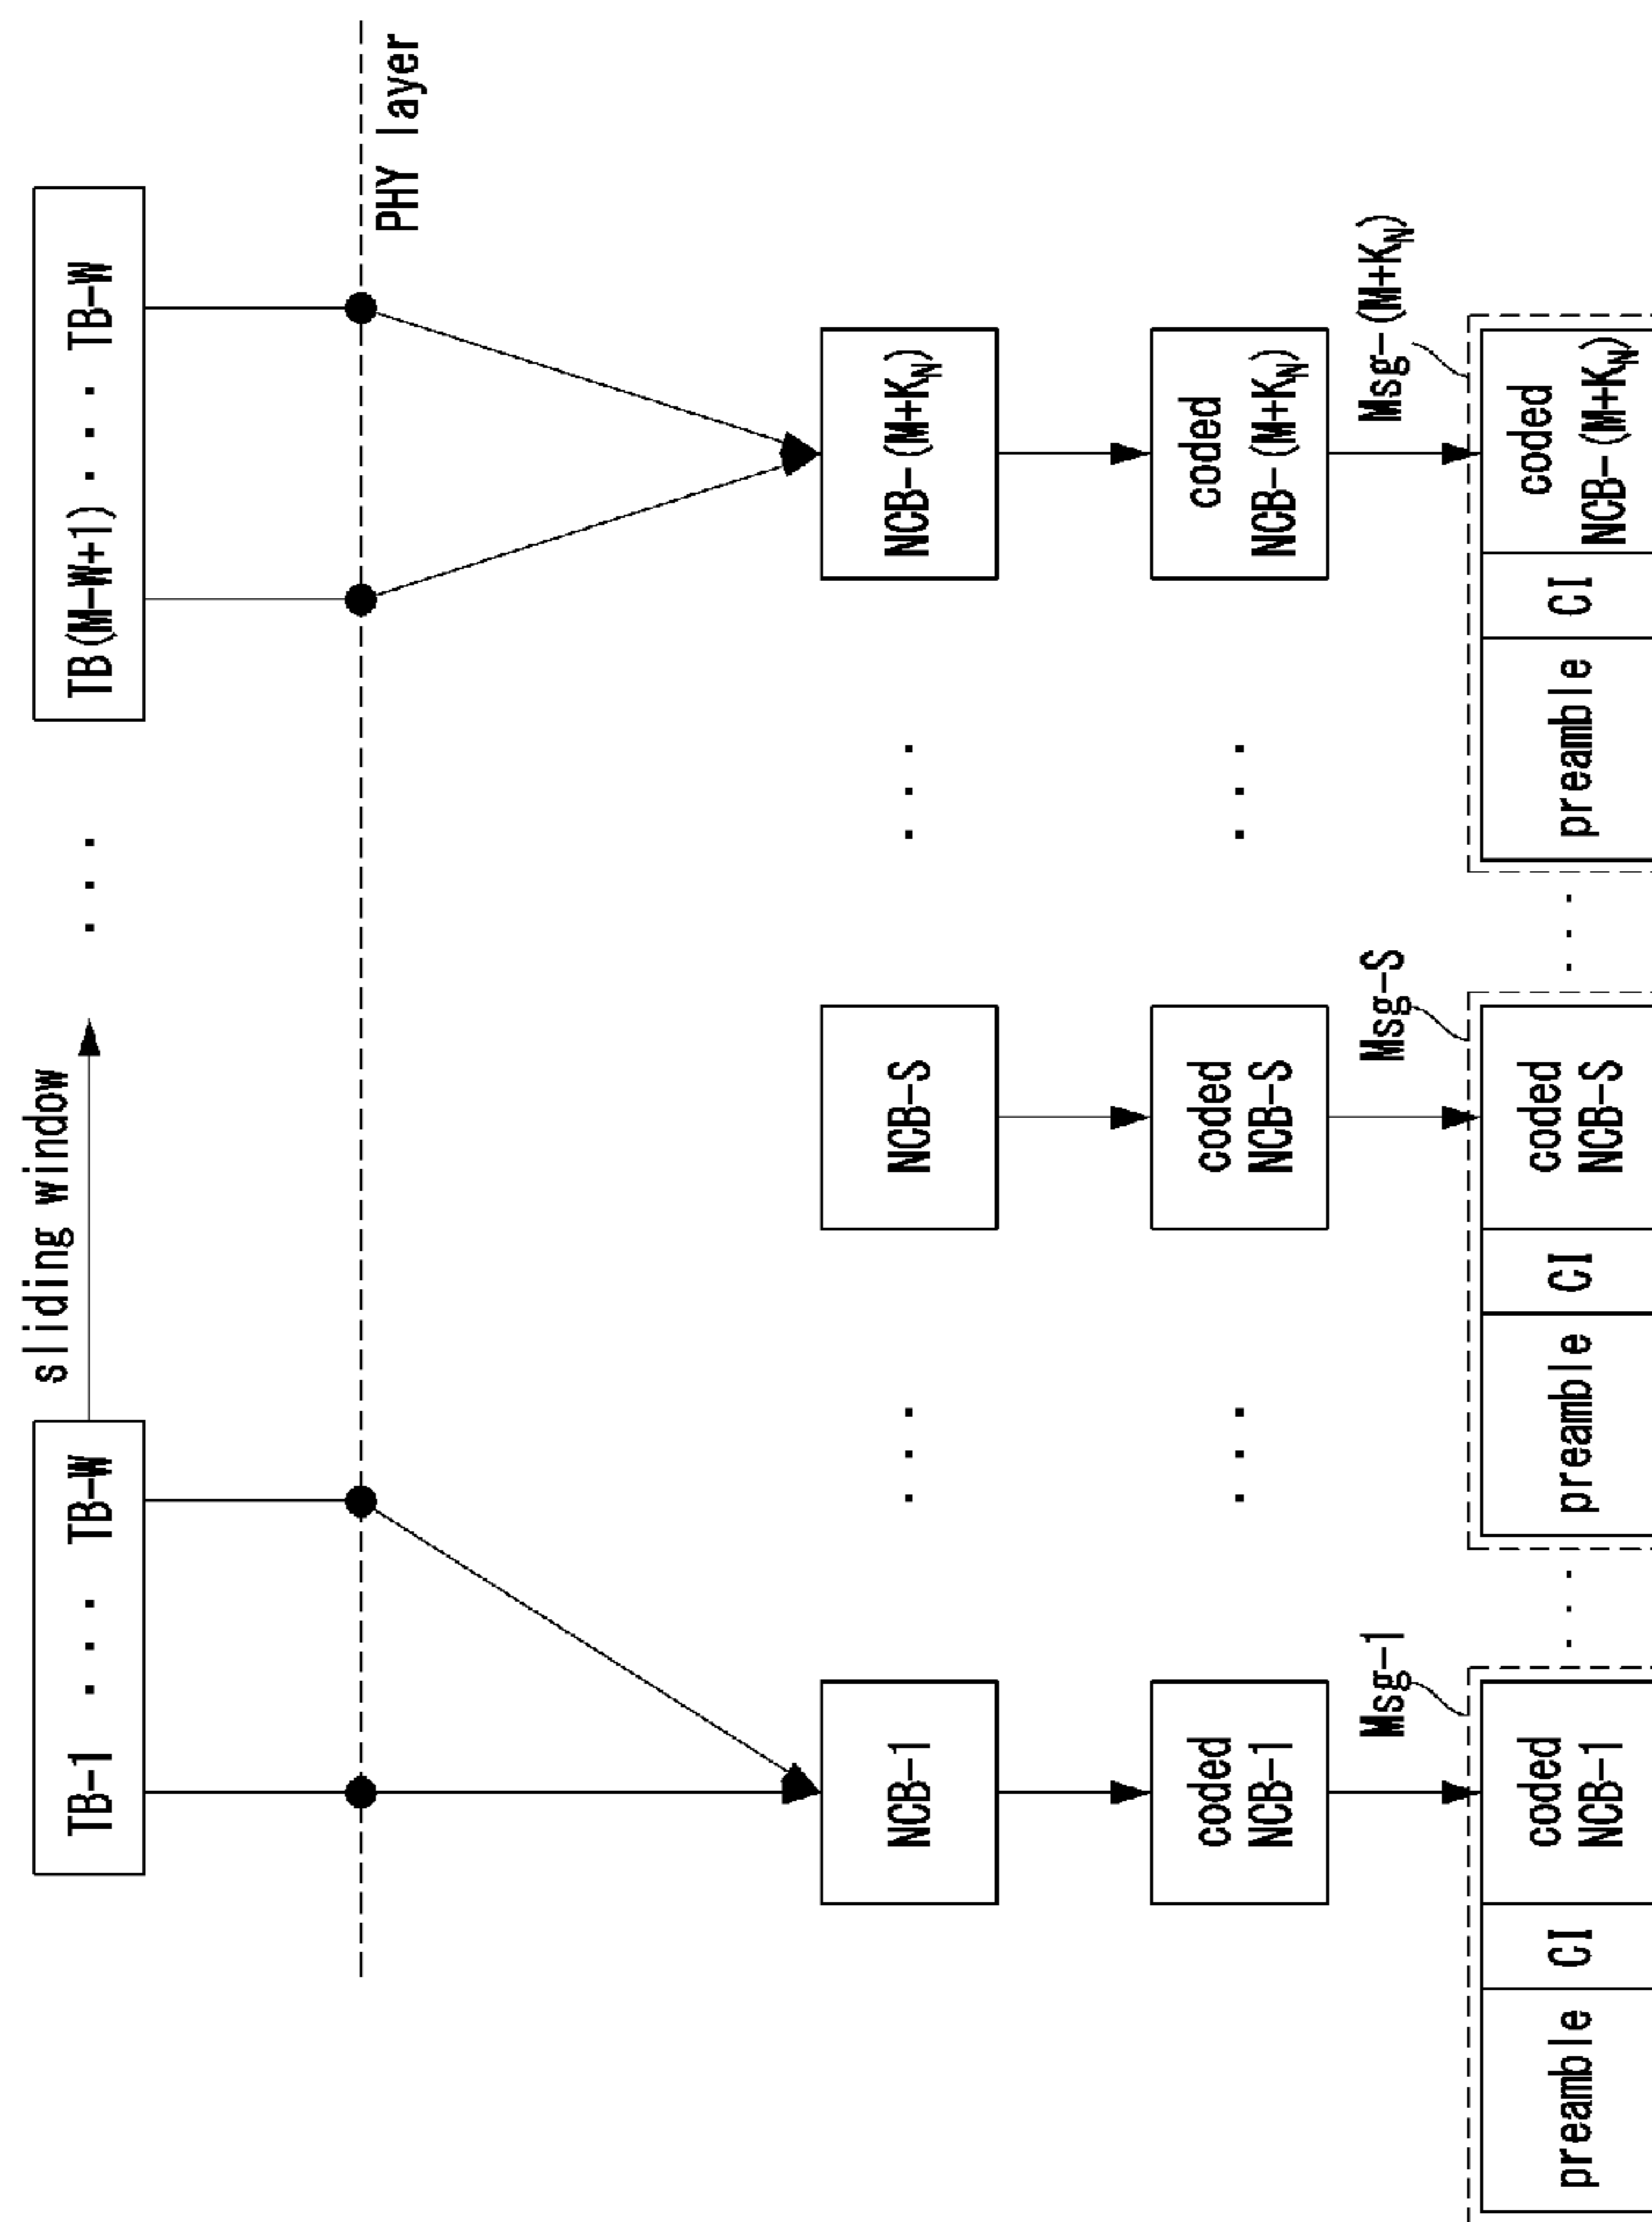 sliding window
TB-1 ... TB-W
...
TB(M-W+1) ... TB-W
PHY layer
NCB-1
...
NCB-S
...
NCB-(M+K_N)
coded
NCB-1
...
coded
NCB-S
...
coded
NCB-(M+K_N)
Msg-1
Msg-S
Msg-(M+K_N)
preamble
CI
coded
NCB-1
...
preamble
CI
coded
NCB-S
...
preamble
CI
coded
NCB-(M+K_N)